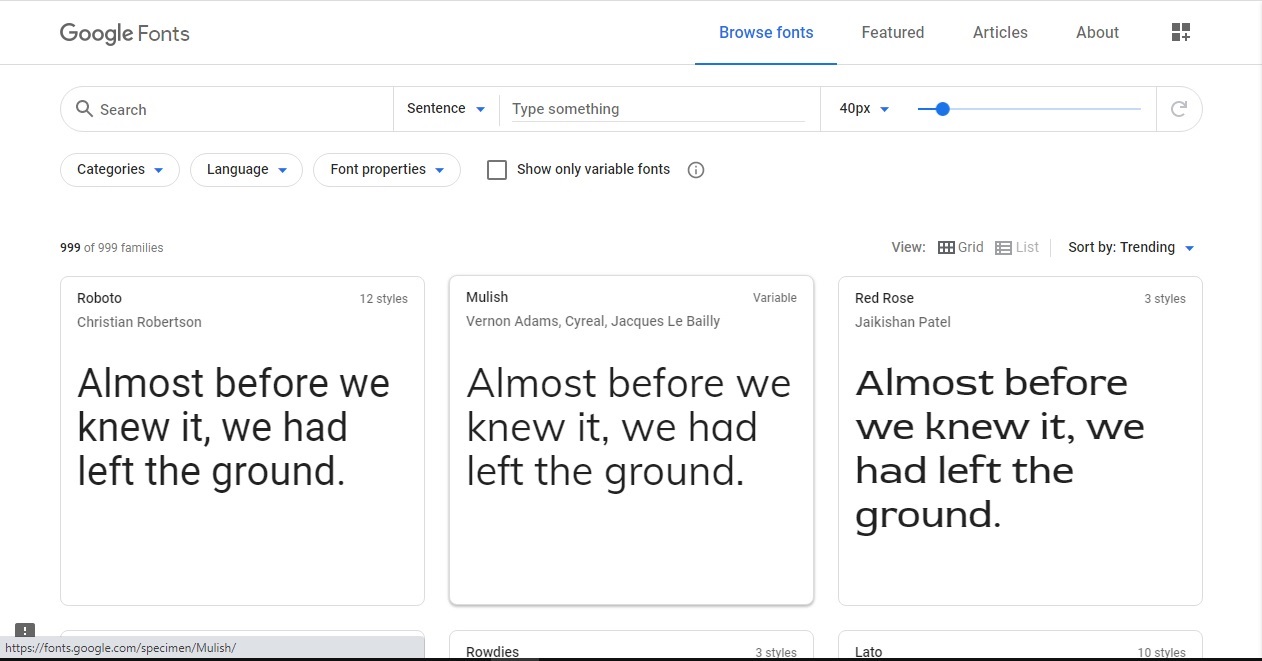 Google Fonts
Browse fonts Featured Articles About
Search Sentence Type something 40px
Categories Language Font properties Show only variable fonts
999 of 999 families View: Grid List Sort by: Trending
Roboto 12 styles
Christian Robertson
Almost before we
knew it, we had
left the ground.
Mulish Variable
Vernon Adams, Cyreal, Jacques Le Bailly
Almost before we
knew it, we had
left the ground.
Red Rose 3 styles
Jaikishan Patel
Almost before
we knew it, we
had left the
ground.
Rowdies 3 styles
Lato 10 styles
https://fonts.google.com/specimen/Mulish/